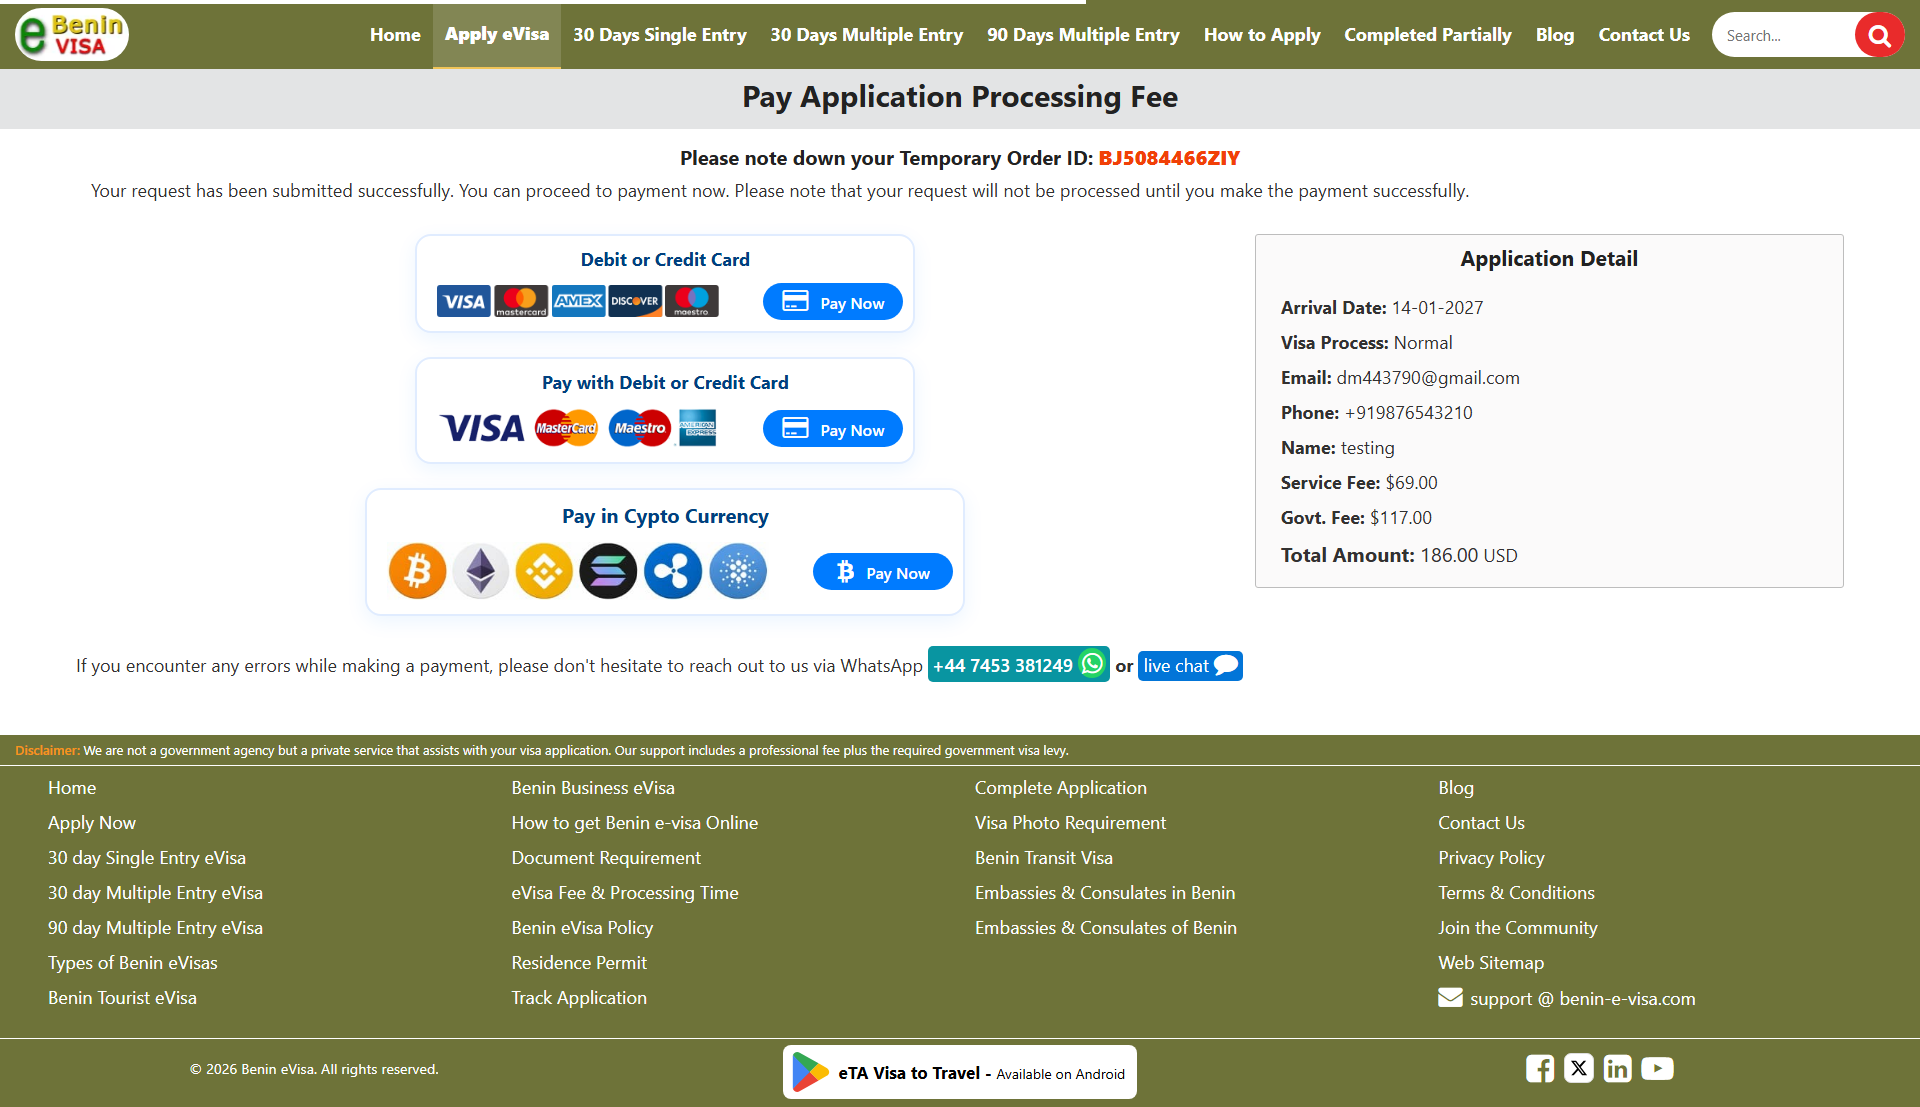 e Benin VISA
Home
Apply eVisa
30 Days Single Entry
30 Days Multiple Entry
90 Days Multiple Entry
How to Apply
Completed Partially
Blog
Contact Us
Search...
Pay Application Processing Fee
Please note down your Temporary Order ID: BJ5084466ZIY
Your request has been submitted successfully. You can proceed to payment now. Please note that your request will not be processed until you make the payment successfully.
Debit or Credit Card
VISA mastercard AMEX DISCOVER maestro
Pay Now
Pay with Debit or Credit Card
VISA MasterCard Maestro AMERICAN EXPRESS
Pay Now
Pay in Cypto Currency
Pay Now
Application Detail
Arrival Date: 14-01-2027
Visa Process: Normal
Email: dm443790@gmail.com
Phone: +919876543210
Name: testing
Service Fee: $69.00
Govt. Fee: $117.00
Total Amount: 186.00 USD
If you encounter any errors while making a payment, please don't hesitate to reach out to us via WhatsApp +44 7453 381249 or live chat
Disclaimer: We are not a government agency but a private service that assists with your visa application. Our support includes a professional fee plus the required government visa levy.
Home
Apply Now
30 day Single Entry eVisa
30 day Multiple Entry eVisa
90 day Multiple Entry eVisa
Types of Benin eVisas
Benin Tourist eVisa
Benin Business eVisa
How to get Benin e-visa Online
Document Requirement
eVisa Fee & Processing Time
Benin eVisa Policy
Residence Permit
Track Application
Complete Application
Visa Photo Requirement
Benin Transit Visa
Embassies & Consulates in Benin
Embassies & Consulates of Benin
Blog
Contact Us
Privacy Policy
Terms & Conditions
Join the Community
Web Sitemap
support @ benin-e-visa.com
© 2026 Benin eVisa. All rights reserved.
eTA Visa to Travel - Available on Android